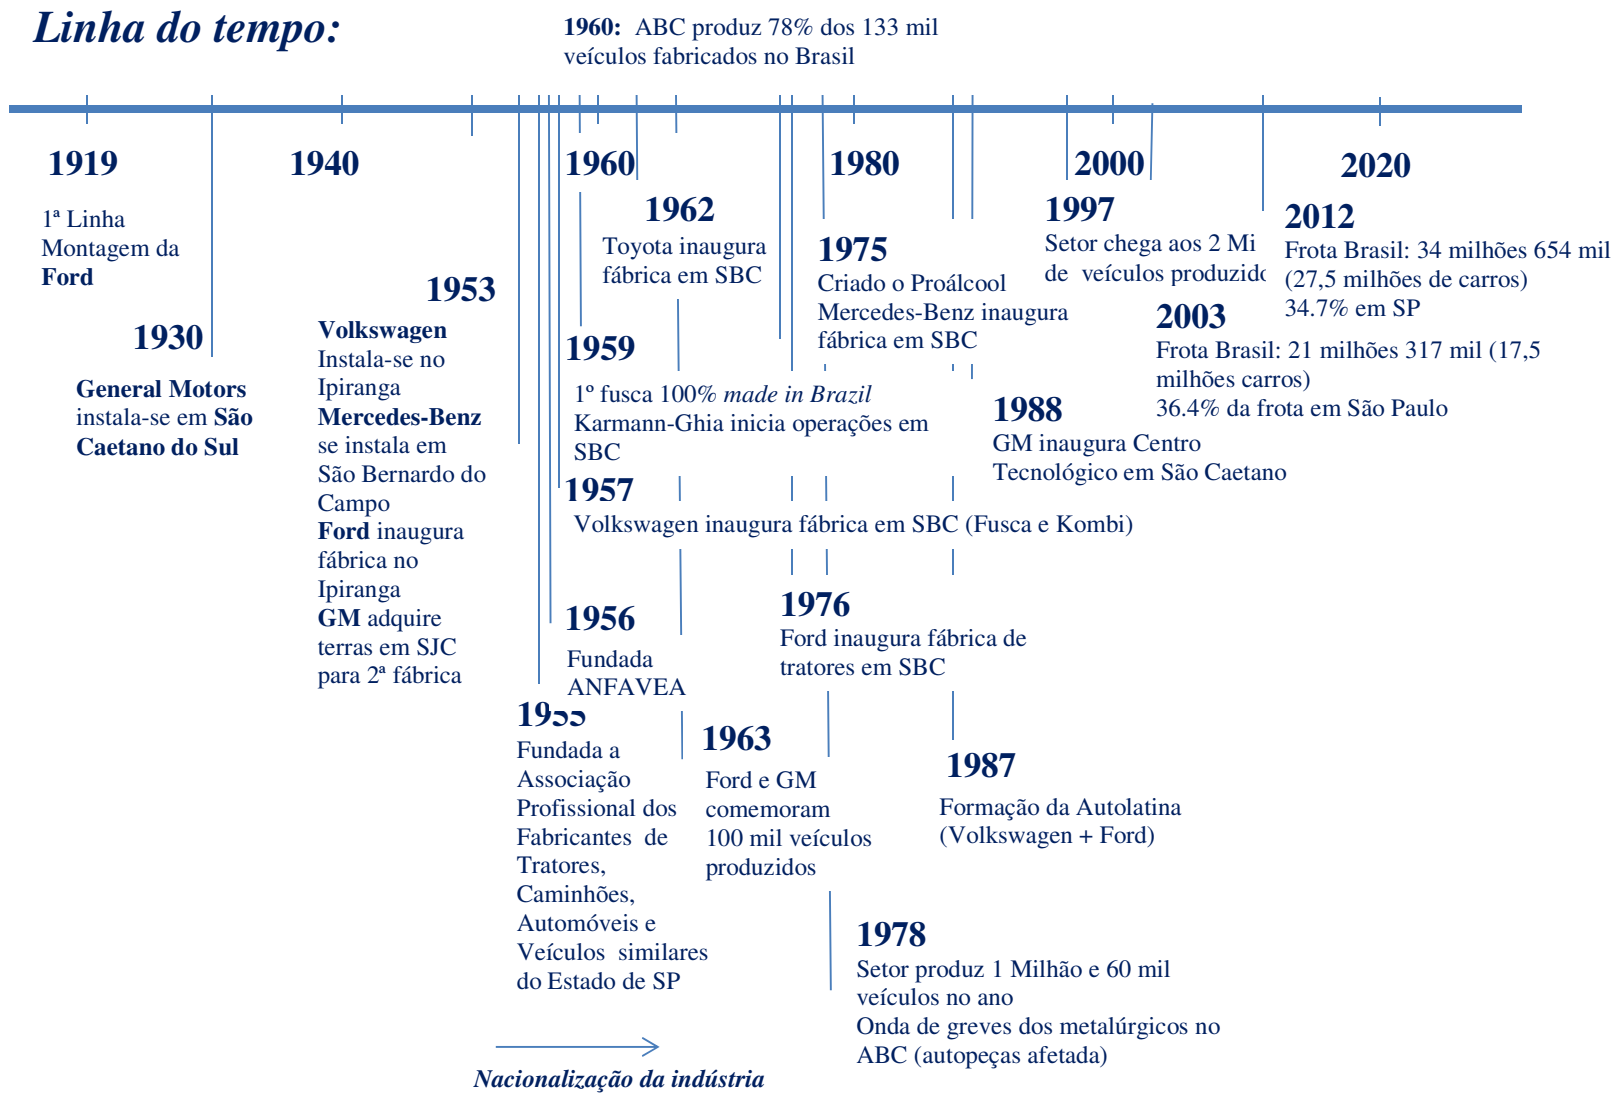 Linha do tempo:
1960: ABC produz 78% dos 133 mil
veículos fabricados no Brasil
1919
1ª Linha
Montagem da
Ford
1930
General Motors
instala-se em São
Caetano do Sul
1940
1953
Volkswagen
Instala-se no
Ipiranga
Mercedes-Benz
se instala em
São Bernardo do
Campo
Ford inaugura
fábrica no
Ipiranga
GM adquire
terras em SJC
para 2ª fábrica
1955
Fundada a
Associação
Profissional dos
Fabricantes de
Tratores,
Caminhões,
Automóveis e
Veículos similares
do Estado de SP
1956
Fundada
ANFAVEA
1957
Volkswagen inaugura fábrica em SBC (Fusca e Kombi)
1959
1º fusca 100% made in Brazil
Karmann-Ghia inicia operações em
SBC
1960
1962
Toyota inaugura
fábrica em SBC
1963
Ford e GM
comemoram
100 mil veículos
produzidos
1975
Criado o Proálcool
Mercedes-Benz inaugura
fábrica em SBC
1976
Ford inaugura fábrica de
tratores em SBC
1978
Setor produz 1 Milhão e 60 mil
veículos no ano
Onda de greves dos metalúrgicos no
ABC (autopeças afetada)
1980
1987
Formação da Autolatina
(Volkswagen + Ford)
1988
GM inaugura Centro
Tecnológico em São Caetano
1997
Setor chega aos 2 Mi
de veículos produzido
2000
2003
Frota Brasil: 21 milhões 317 mil (17,5
milhões carros)
36.4% da frota em São Paulo
2012
Frota Brasil: 34 milhões 654 mil
(27,5 milhões de carros)
34.7% em SP
2020
Nacionalização da indústria